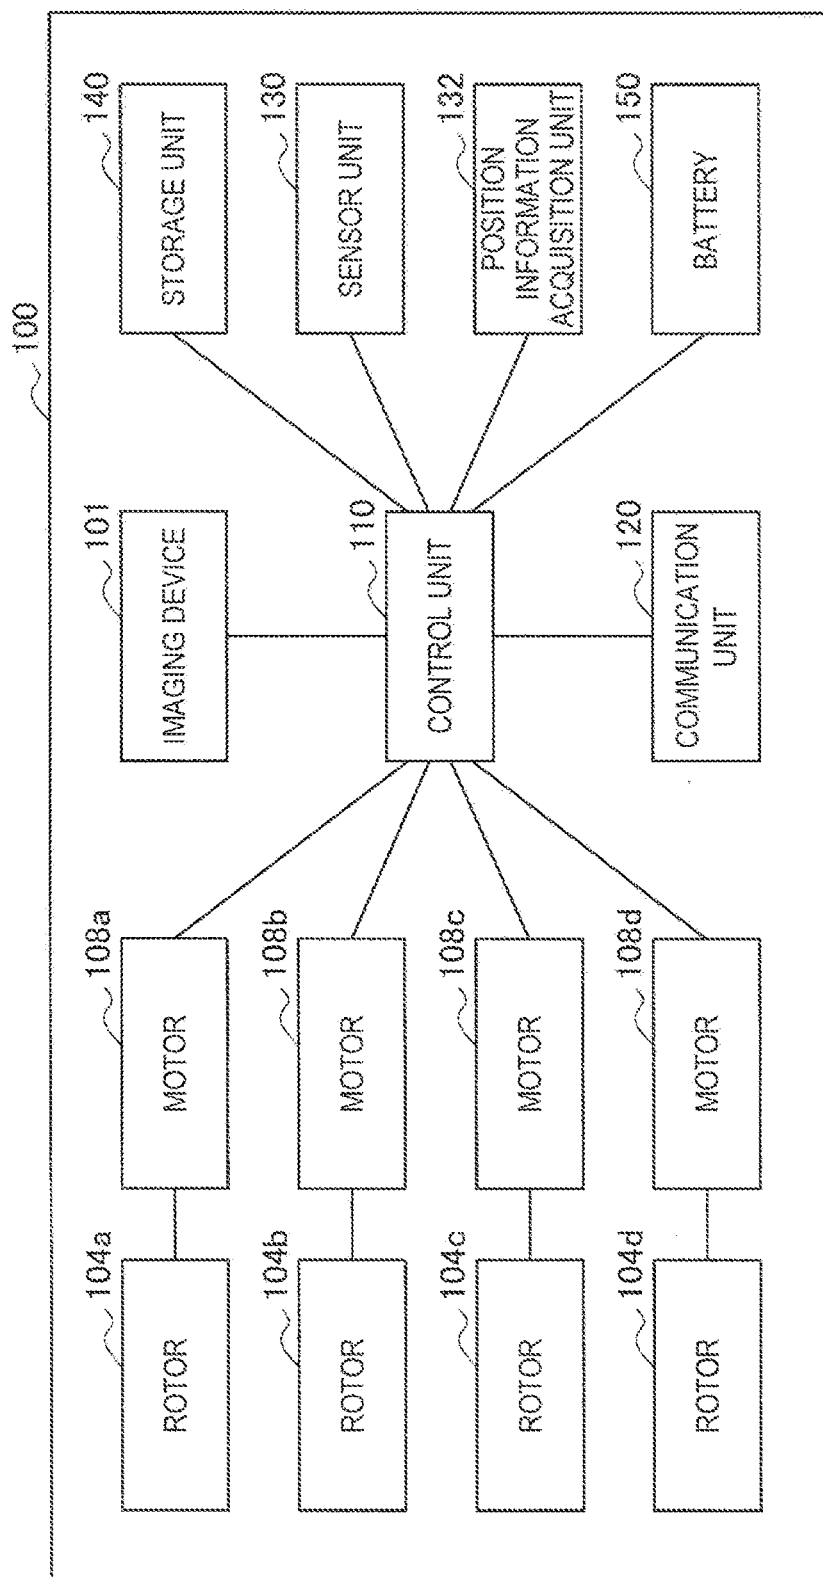 100
104a
ROTOR
108a
MOTOR
101
IMAGING DEVICE
140
STORAGE UNIT
104b
ROTOR
108b
MOTOR
130
SENSOR UNIT
110
CONTROL UNIT
104c
ROTOR
108c
MOTOR
132
POSITION
INFORMATION
ACQUISITION UNIT
104d
ROTOR
108d
MOTOR
120
COMMUNICATION
UNIT
150
BATTERY